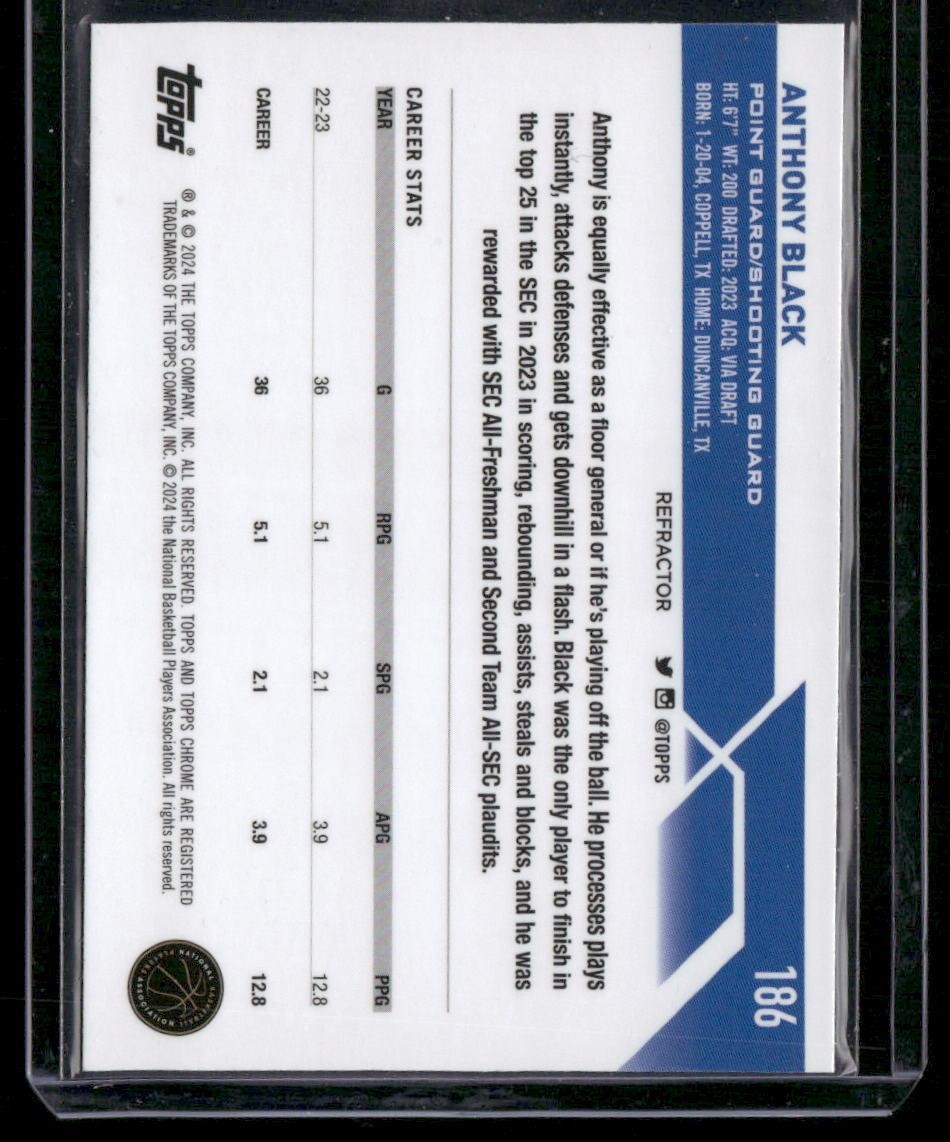 ANTHONY BLACK
186
POINT GUARD/SHOOTING GUARD
HT: 6'7" WT: 200 DRAFTED: 2023 ACQ: VIA DRAFT
BORN: 1-20-04, COPPELL, TX HOME: DUNCANVILLE, TX
REFRACTOR @TOPPS
Anthony is equally effective as a floor general or if he's playing off the ball. He processes plays
instantly, attacks defenses and gets downhill in a flash. Black was the only player to finish in
the top 25 in the SEC in 2023 in scoring, rebounding, assists, steals and blocks, and he was
rewarded with SEC All-Freshman and Second Team All-SEC plaudits.
CAREER STATS
YEAR G RPG SPG APG PPG
22-23 36 5.1 2.1 3.9 12.8
CAREER 36 5.1 2.1 3.9 12.8
topps®
® & © 2024 THE TOPPS COMPANY, INC. ALL RIGHTS RESERVED. TOPPS AND TOPPS CHROME ARE REGISTERED
TRADEMARKS OF THE TOPPS COMPANY, INC. © 2024 the National Basketball Players Association. All rights reserved.
NATIONAL BASKETBALL PLAYERS ASSOCIATION